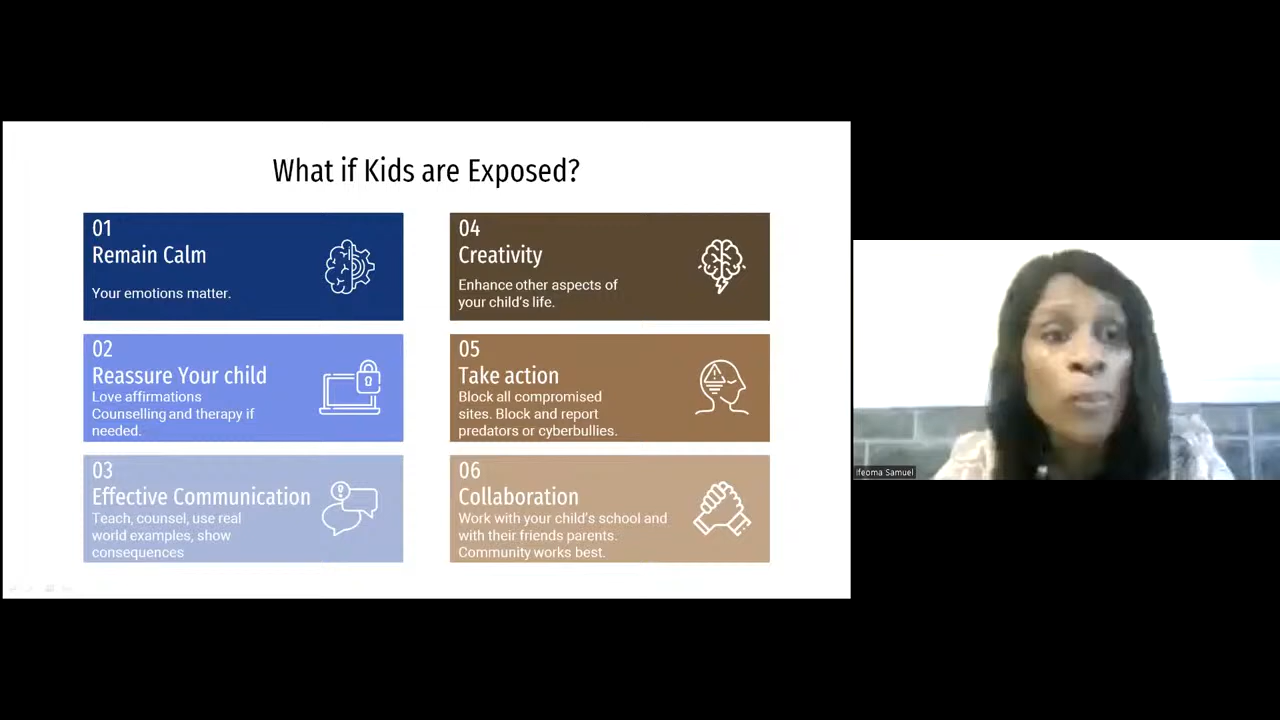 What if Kids are Exposed?
01
Remain Calm
Your emotions matter.
02
Reassure Your child
Love affirmations
Counselling and therapy if
needed.
03
Effective Communication
Teach, counsel, use real
world examples, show
consequences
04
Creativity
Enhance other aspects of
your child's life.
05
Take action
Block all compromised
sites. Block and report
predators or cyberbullies.
06
Collaboration
Work with your child's school and
with their friends parents.
Community works best.
Ifeoma Samuel